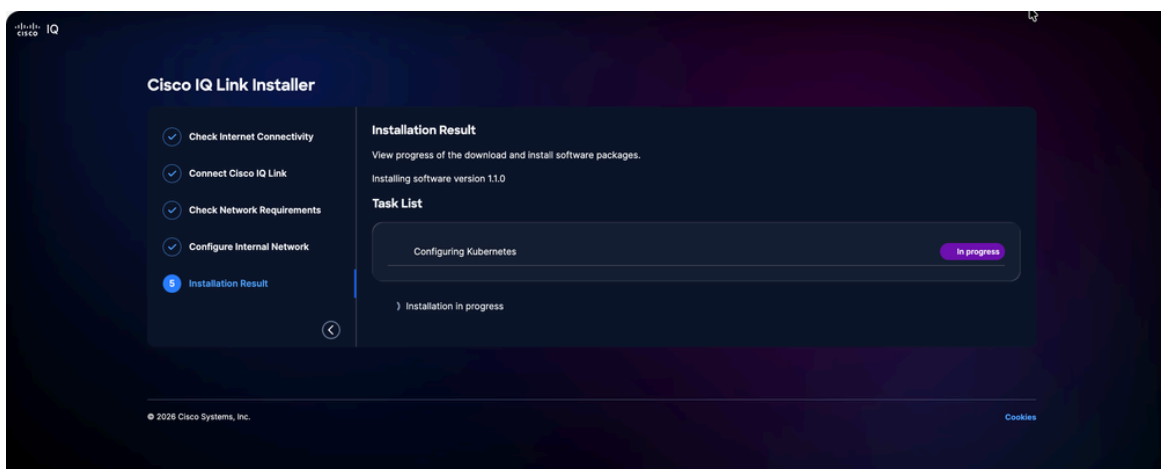 cisco IQ
Cisco IQ Link Installer
Check Internet Connectivity
Connect Cisco IQ Link
Check Network Requirements
Configure Internal Network
5 Installation Result
Installation Result
View progress of the download and install software packages.
Installing software version 1.1.0
Task List
Configuring Kubernetes In progress
Installation in progress
© 2026 Cisco Systems, Inc. Cookies